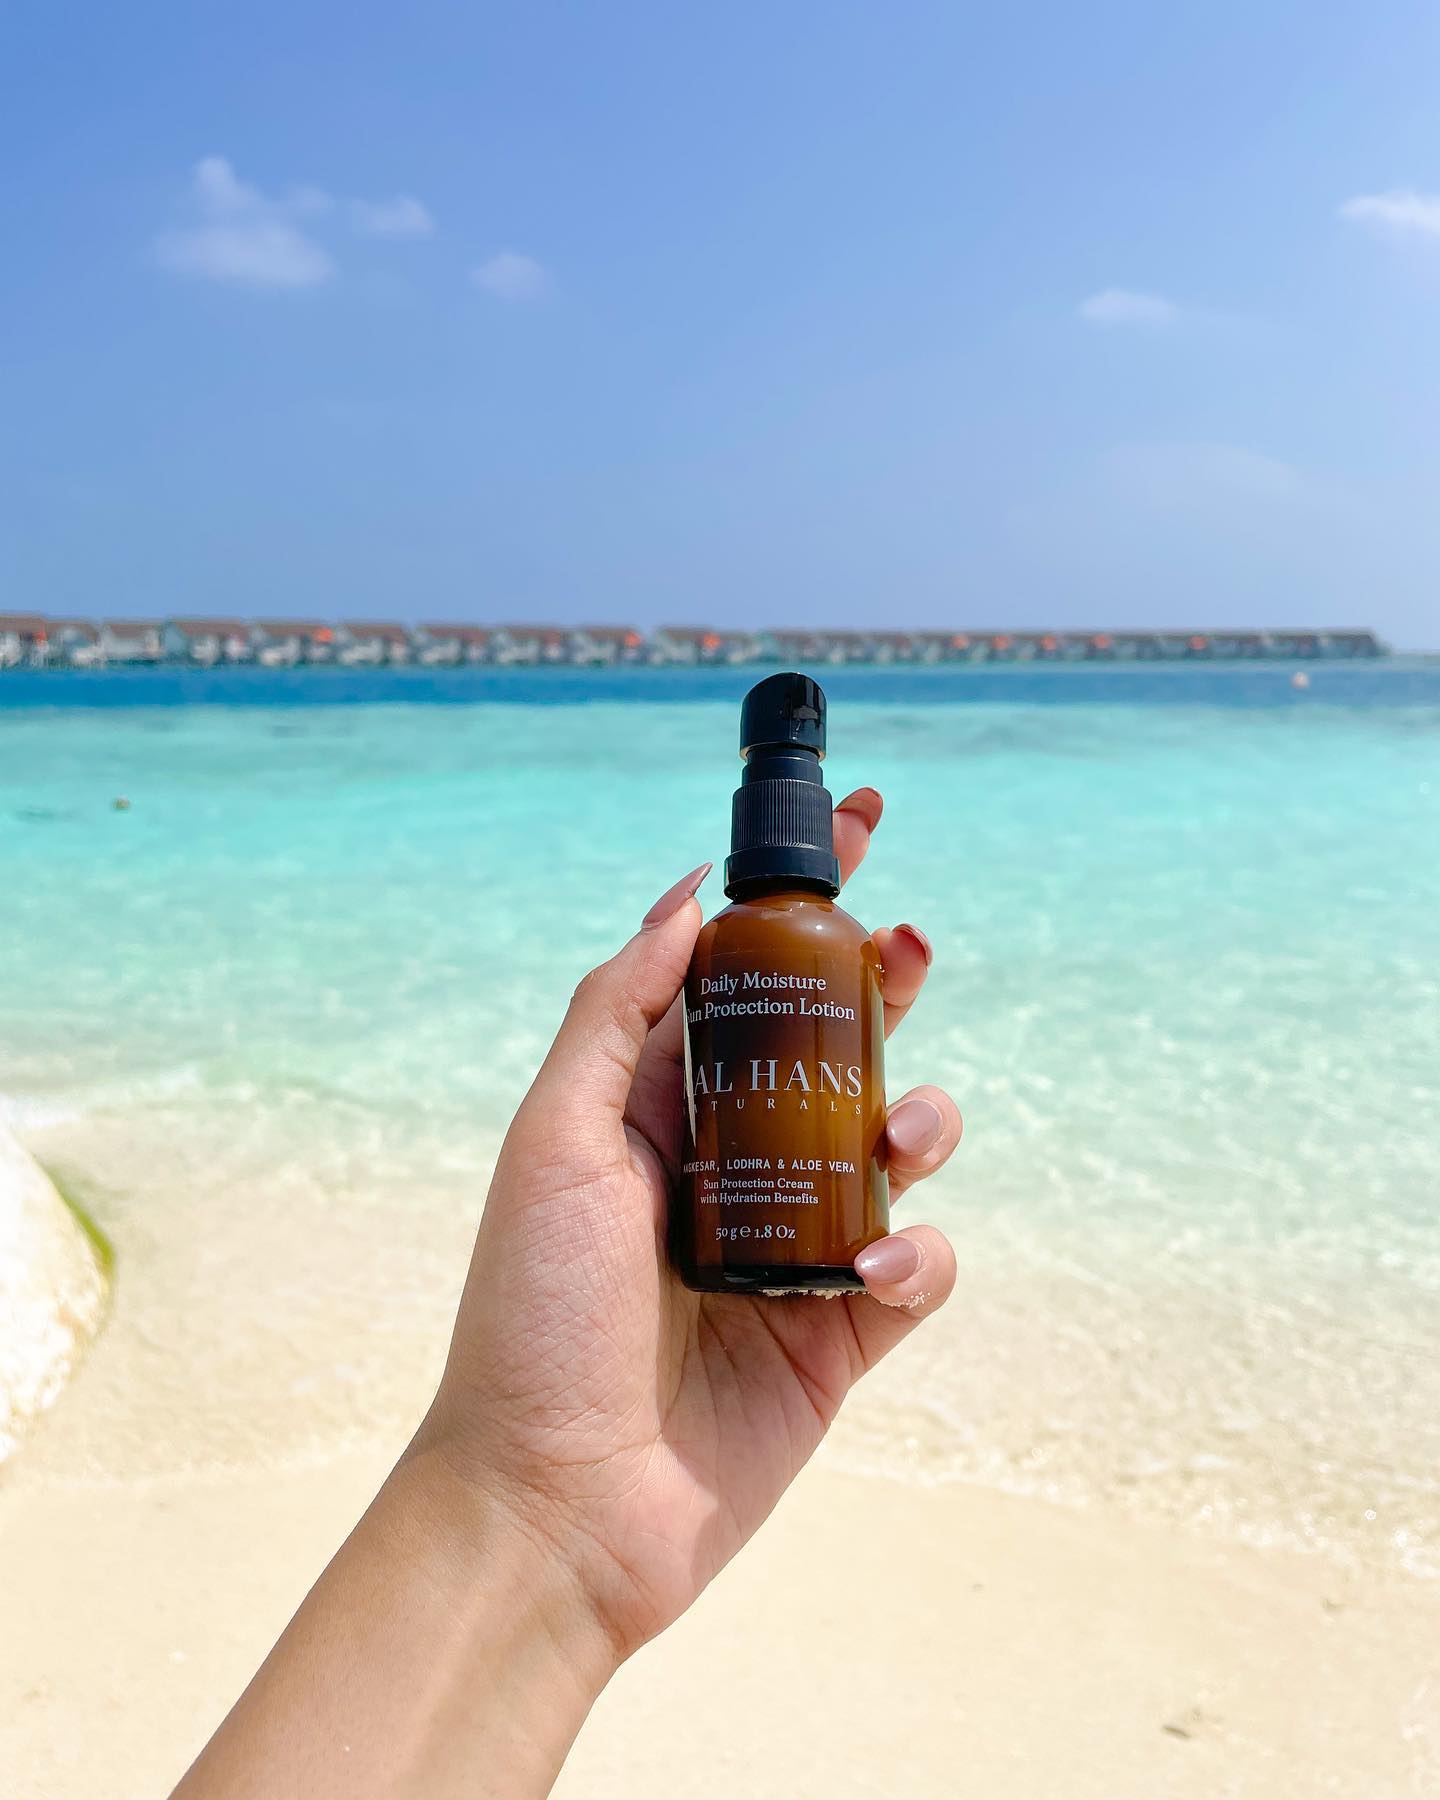 Daily Moisture
Sun Protection Lotion
AL HANS
ATURALS
LODHRA & ALOE VERA
Sun Protection Cream
with Hydration Benefits
50 g ℮ 1.8 Oz